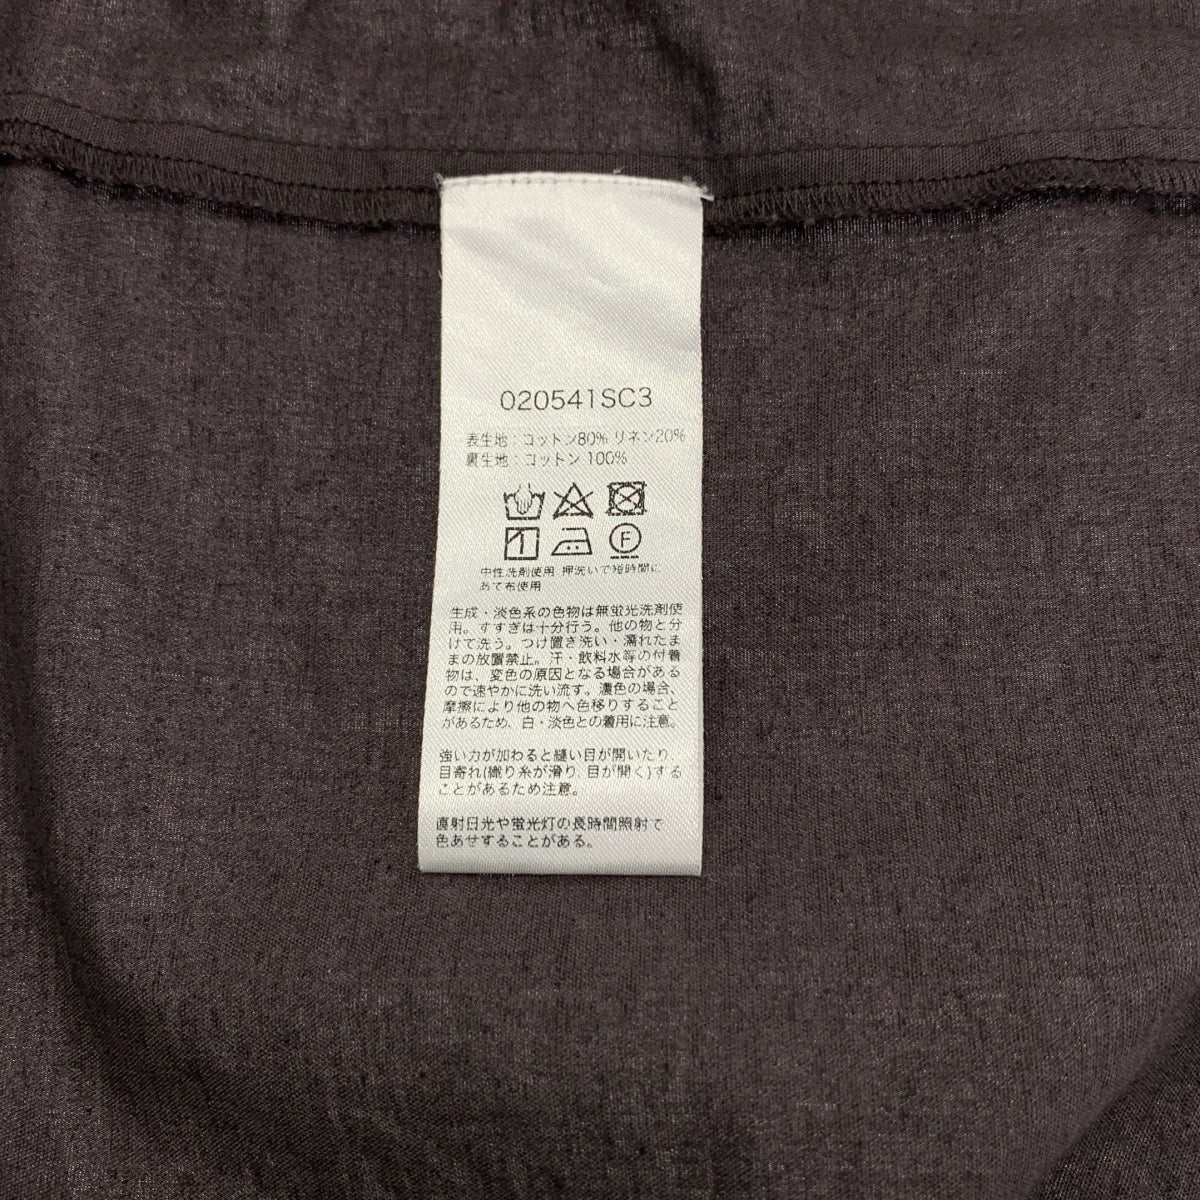 020541SC3
表生地：コットン80% リネン20%
裏生地：コットン 100%
F
中性洗剤使用 押洗いで短時間に
あて布使用
生成・淡色系の色物は無蛍光洗剤使
用。すすぎは十分行う。他の物と分
けて洗う。つけ置き洗い・濡れたま
まの放置禁止。汗・飲料水等の付着
物は、変色の原因となる場合がある
ので速やかに洗い流す。濃色の場合、
摩擦により他の物へ色移りすること
があるため、白・淡色との着用に注意。
強い力が加わると縫い目が開いたり、
目寄れ(織り糸が滑り、目が開く)する
ことがあるため注意。
直射日光や蛍光灯の長時間照射で
色あせすることがある。